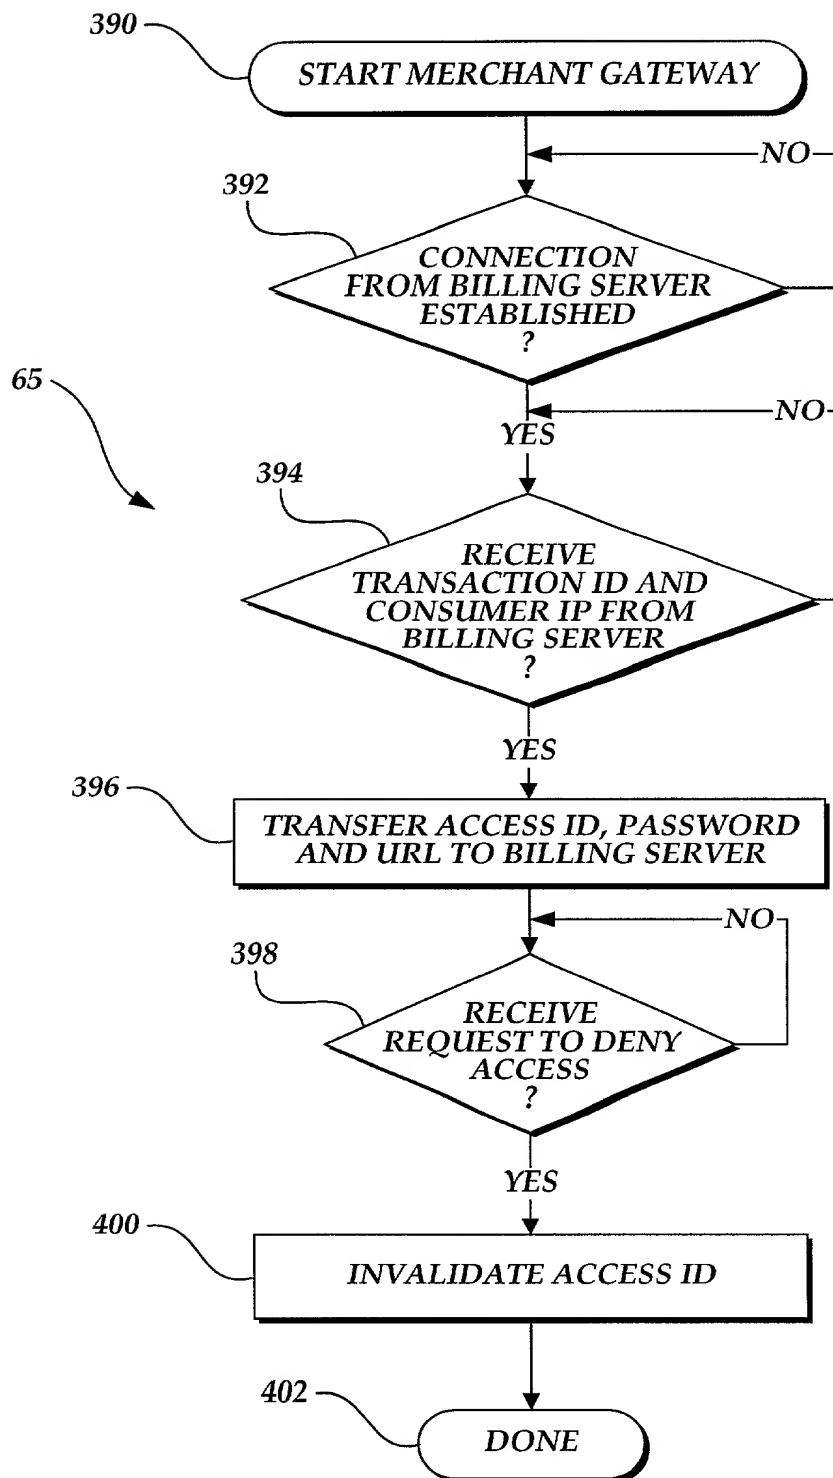 390
START MERCHANT GATEWAY
NO
392
CONNECTION
FROM BILLING SERVER
ESTABLISHED
?
65
NO
YES
394
RECEIVE
TRANSACTION ID AND
CONSUMER IP FROM
BILLING SERVER
?
YES
396
TRANSFER ACCESS ID, PASSWORD
AND URL TO BILLING SERVER
NO
398
RECEIVE
REQUEST TO DENY
ACCESS
?
YES
400
INVALIDATE ACCESS ID
402
DONE